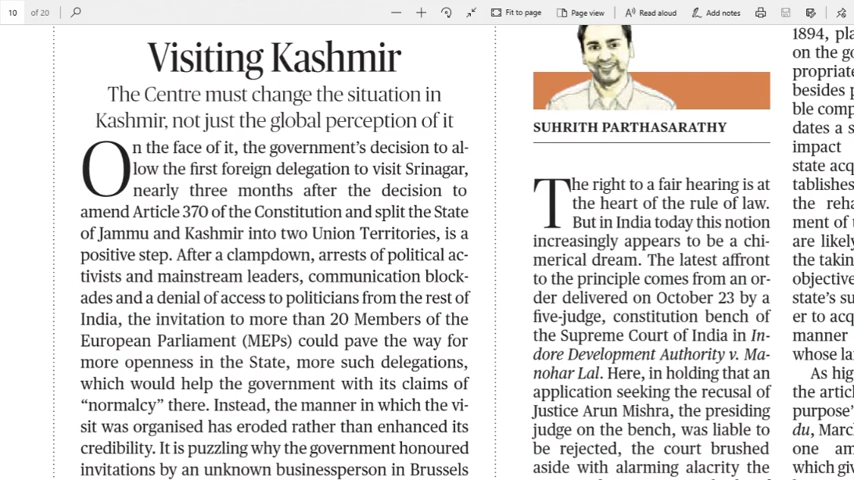 10 of 20
Fit to page
Page view
Read aloud
Add notes
Visiting Kashmir
The Centre must change the situation in
Kashmir, not just the global perception of it
On the face of it, the government's decision to al-
low the first foreign delegation to visit Srinagar,
nearly three months after the decision to
amend Article 370 of the Constitution and split the State
of Jammu and Kashmir into two Union Territories, is a
positive step. After a clampdown, arrests of political ac-
tivists and mainstream leaders, communication block-
ades and a denial of access to politicians from the rest of
India, the invitation to more than 20 Members of the
European Parliament (MEPs) could pave the way for
more openness in the State, more such delegations,
which would help the government with its claims of
“normalcy” there. Instead, the manner in which the vi-
sit was organised has eroded rather than enhanced its
credibility. It is puzzling why the government honoured
invitations by an unknown businessperson in Brussels
SUHRITH PARTHASARATHY
The right to a fair hearing is at
the heart of the rule of law.
But in India today this notion
increasingly appears to be a chi-
merical dream. The latest affront
to the principle comes from an or-
der delivered on October 23 by a
five-judge, constitution bench of
the Supreme Court of India in In-
dore Development Authority v. Ma-
nohar Lal. Here, in holding that an
application seeking the recusal of
Justice Arun Mishra, the presiding
judge on the bench, was liable to
be rejected, the court brushed
aside with alarming alacrity the
1894, pla
on the go
propriate
besides p
ble comp
dates a s
impact
state acq
tablishes
the reha
ment of
are likely
the takin
objective
state's su
er to acq
manner
whose la
As hig
the artic
purpose'
du, March
one am
which giv